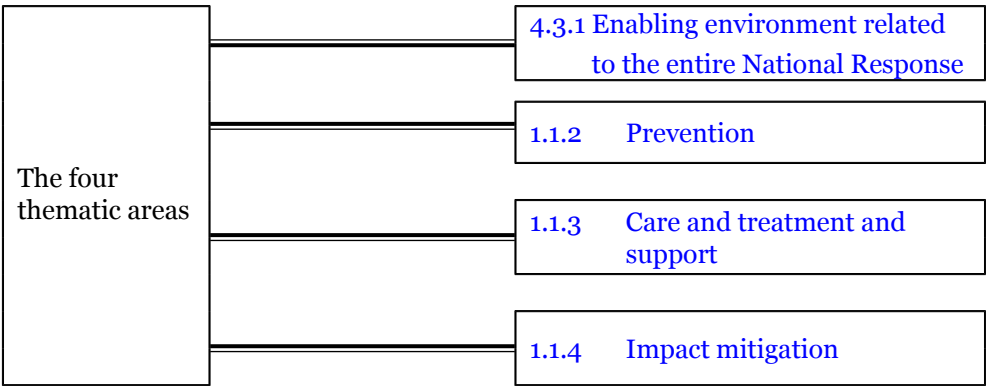 The four
thematic areas
4.3.1 Enabling environment related
to the entire National Response
1.1.2 Prevention
1.1.3 Care and treatment and
support
1.1.4 Impact mitigation